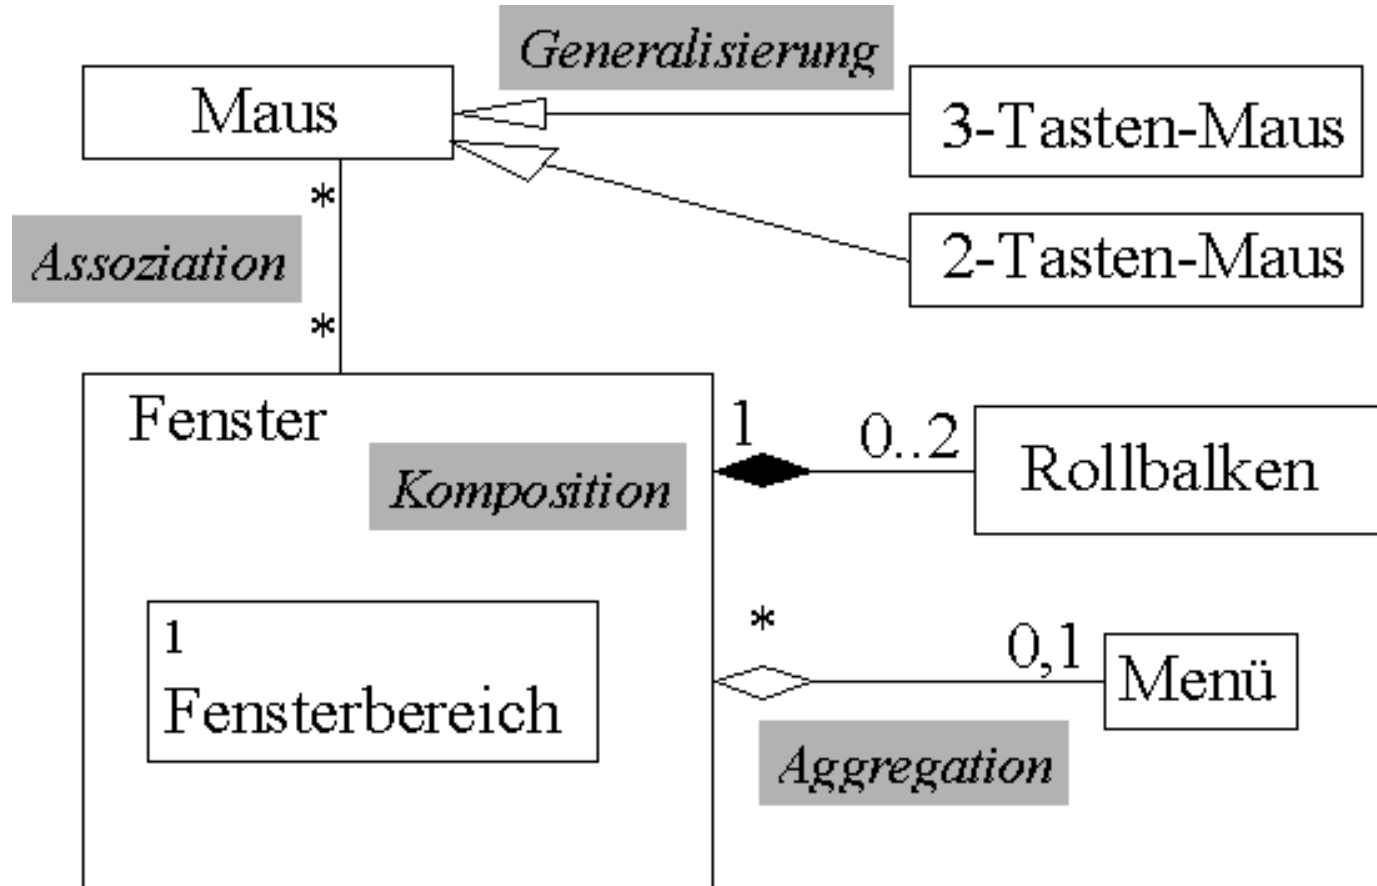 Generalisierung
Maus
3-Tasten-Maus
*
2-Tasten-Maus
Assoziation
*
Fenster
1
0..2
Rollbalken
Komposition
*
0,1
Menü
1
Fensterbereich
Aggregation